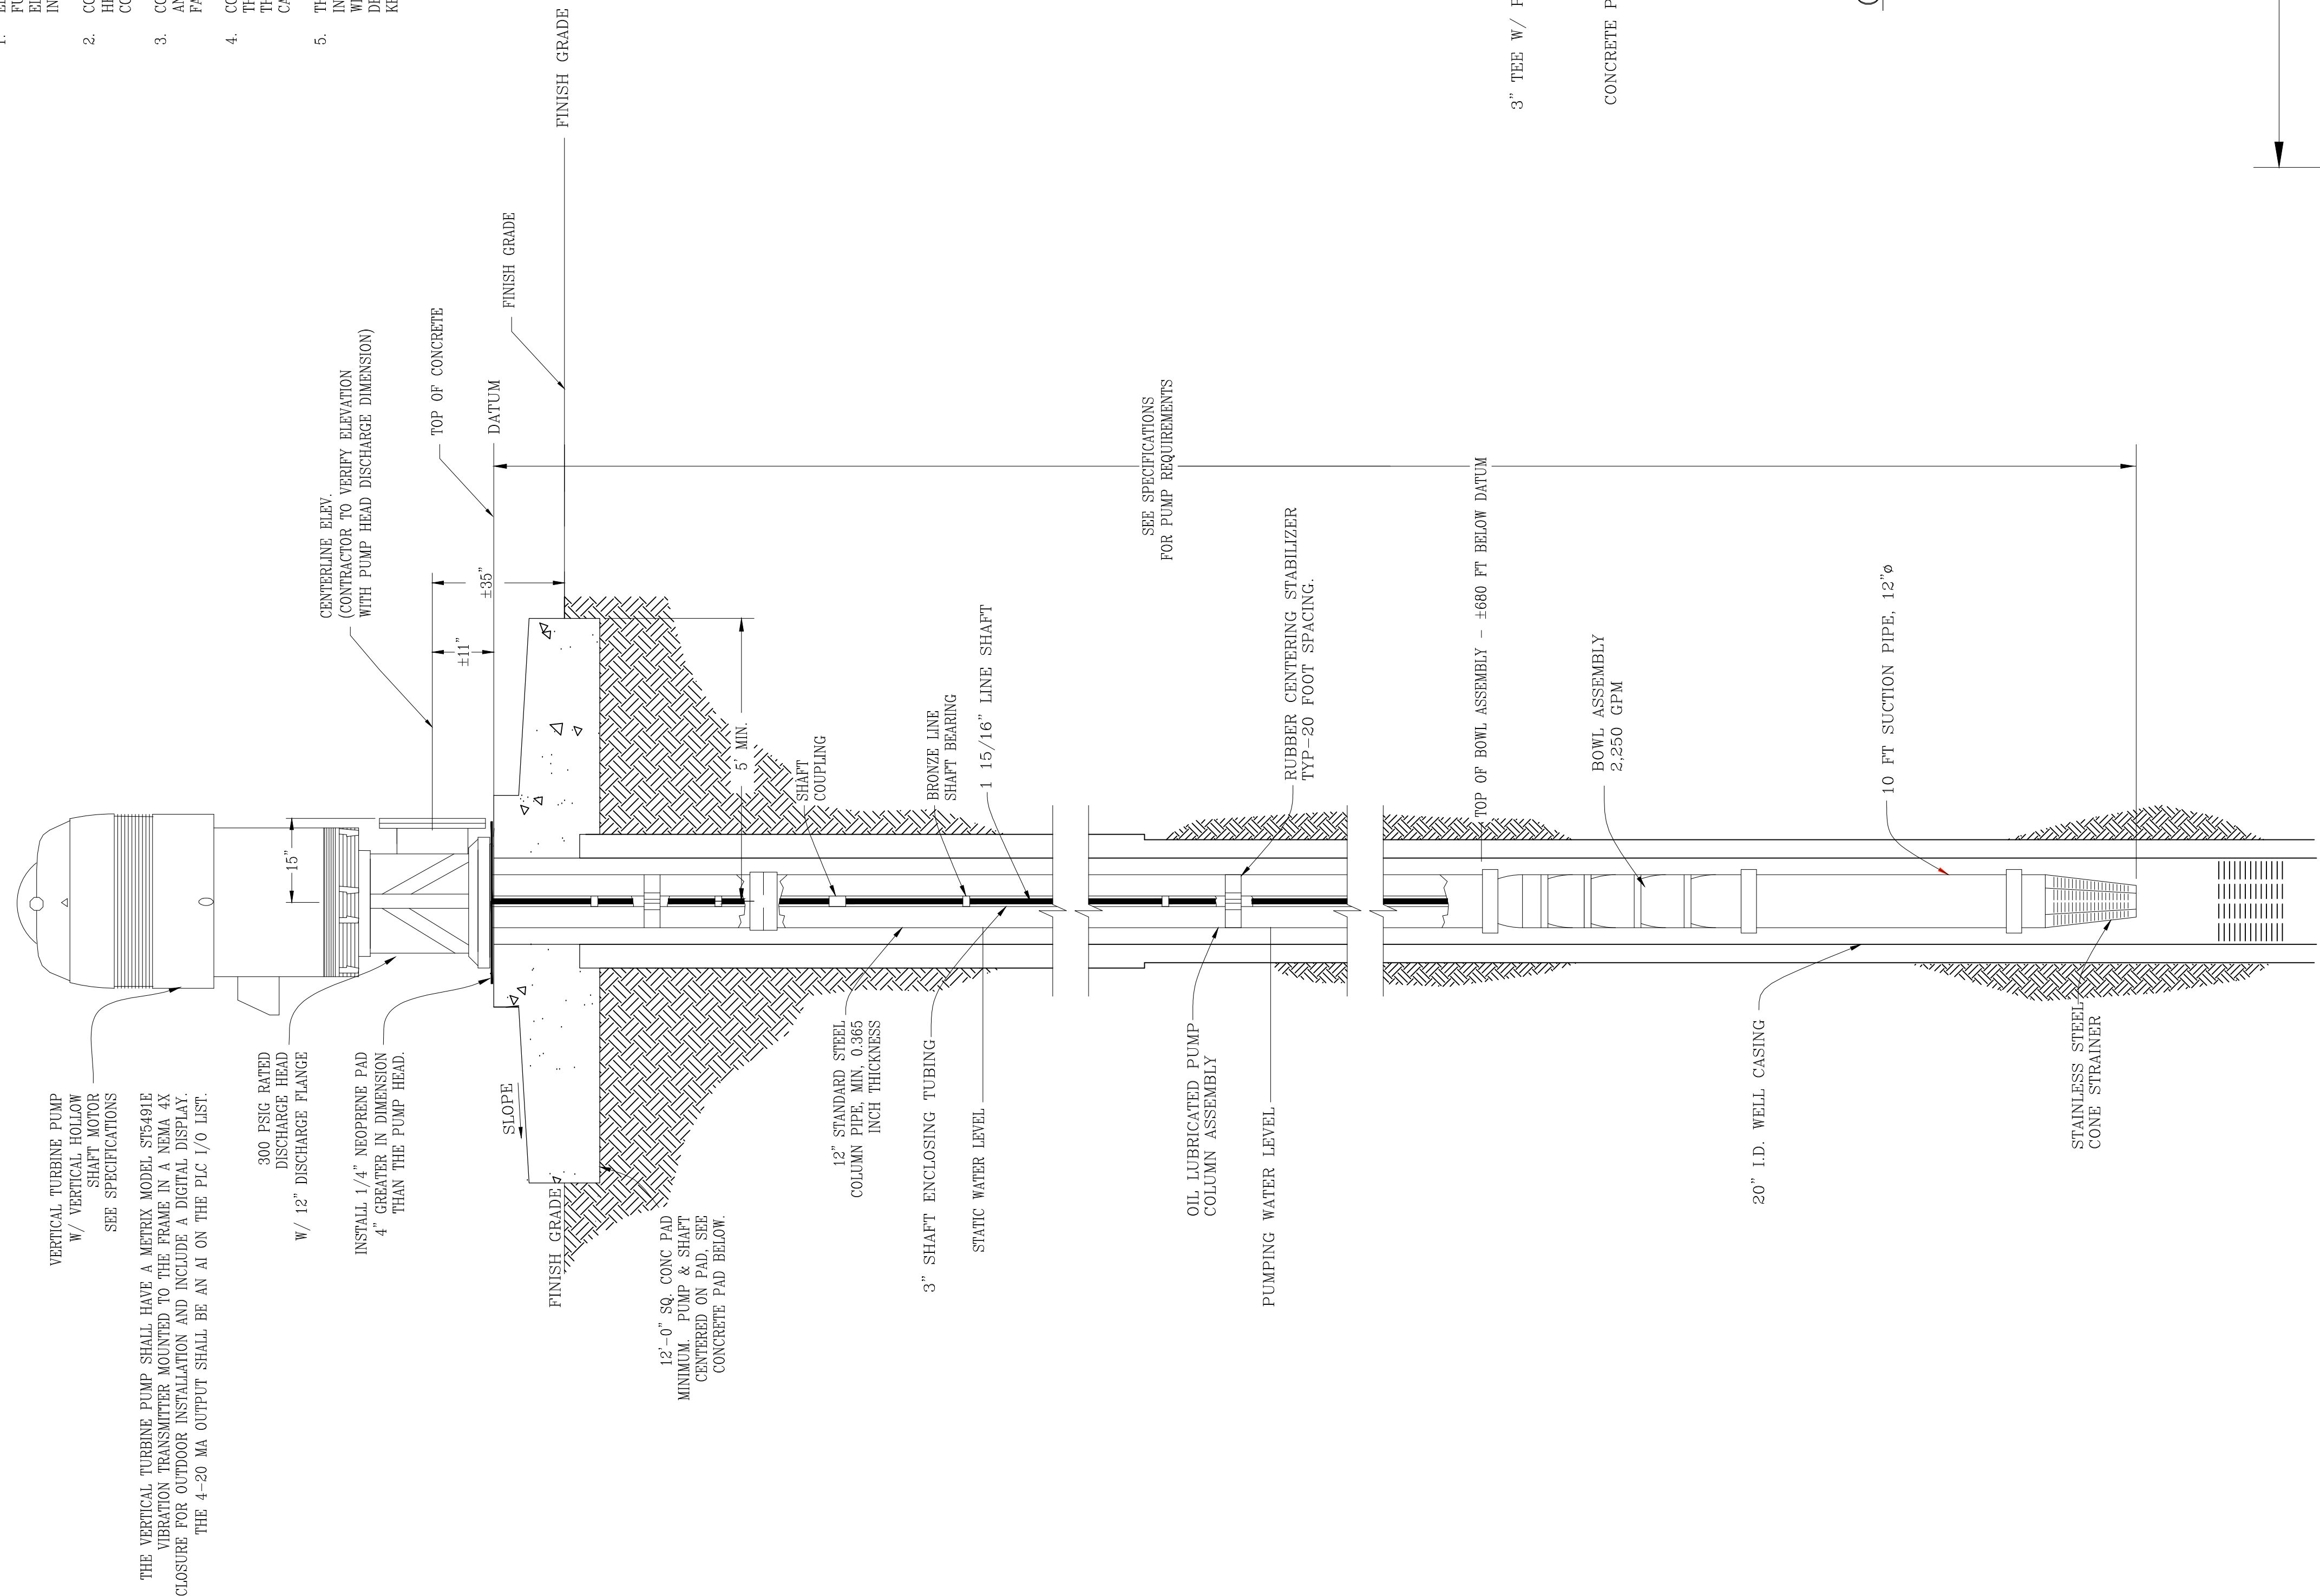 VERTICAL TURBINE PUMP
W/ VERTICAL HOLLOW
SHAFT MOTOR
SEE SPECIFICATIONS
THE VERTICAL TURBINE PUMP SHALL HAVE A METRIX MODEL ST5491E
VIBRATION TRANSMITTER MOUNTED TO THE FRAME IN A NEMA 4X
CLOSURE FOR OUTDOOR INSTALLATION AND INCLUDE A DIGITAL DISPLAY.
THE 4-20 MA OUTPUT SHALL BE AN AI ON THE PLC I/O LIST.
300 PSIG RATED
DISCHARGE HEAD
W/ 12" DISCHARGE FLANGE
INSTALL 1/4" NEOPRENE PAD
4" GREATER IN DIMENSION
THAN THE PUMP HEAD.
SLOPE
FINISH GRADE
12'-0" SQ. CONC PAD
MINIMUM. PUMP & SHAFT
CENTERED ON PAD, SEE
CONCRETE PAD BELOW.
12" STANDARD STEEL
COLUMN PIPE, MIN, 0.365
INCH THICKNESS
3" SHAFT ENCLOSING TUBING
STATIC WATER LEVEL
OIL LUBRICATED PUMP
COLUMN ASSEMBLY
PUMPING WATER LEVEL
20" I.D. WELL CASING
STAINLESS STEEL
CONE STRAINER
15"
CENTERLINE ELEV.
(CONTRACTOR TO VERIFY ELEVATION
WITH PUMP HEAD DISCHARGE DIMENSION)
TOP OF CONCRETE
DATUM
FINISH GRADE
FINISH GRADE
±11"
±35"
5' MIN.
SHAFT
COUPLING
BRONZE LINE
SHAFT BEARING
1 15/16" LINE SHAFT
SEE SPECIFICATIONS
FOR PUMP REQUIREMENTS
RUBBER CENTERING STABILIZER
TYP-20 FOOT SPACING.
TOP OF BOWL ASSEMBLY - ±680 FT BELOW DATUM
BOWL ASSEMBLY
2,250 GPM
10 FT SUCTION PIPE, 12"ø
1.
2.
3.
4.
5.
3" TEE W/
CONCRETE